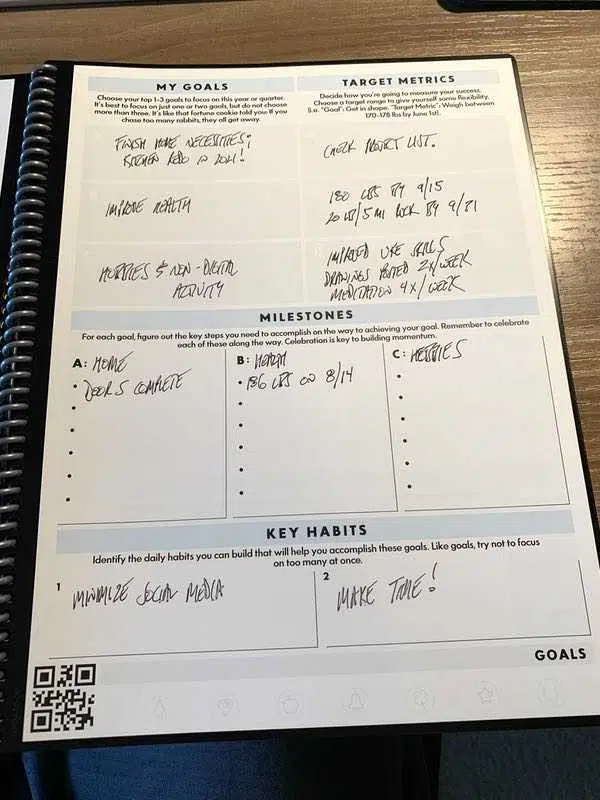 MY GOALS
Choose your top 1-3 goals to focus on this year or quarter.
It's best to focus on just one or two goals, but do not choose
more than three. It's like that fortune cookie told you: If you
chase too many rabbits, they all get away.
TARGET METRICS
Decide how you're going to measure your success.
Choose a target range to give yourself some flexibility.
(i.e. "Goal": Get in shape. "Target Metric": Weigh between
170-178 lbs by June 1st).
FINISH HOME NECESSITIES;
KITCHEN REDO IN 2021!
CHECK PROJECT LIST.
IMPROVE HEALTH
180 LBS BY 9/15
20 LB/5 MI RUCK BY 9/21
HOBBIES & NON-DIGITAL
ACTIVITY
IMPROVED UKE SKILLS
DRAWINGS POSTED 2X/WEEK
MEDITATION 4X/WEEK
MILESTONES
For each goal, figure out the key steps you need to accomplish on the way to achieving your goal. Remember to celebrate
each of these along the way. Celebration is key to building momentum.
A: HOME
• DOORS COMPLETE
B: HEALTH
• 186 LBS ON 8/14
C: HOBBIES
KEY HABITS
Identify the daily habits you can build that will help you accomplish these goals. Like goals, try not to focus
on too many at once.
1 MINIMIZE SOCIAL MEDIA
2 MAKE TIME!
GOALS